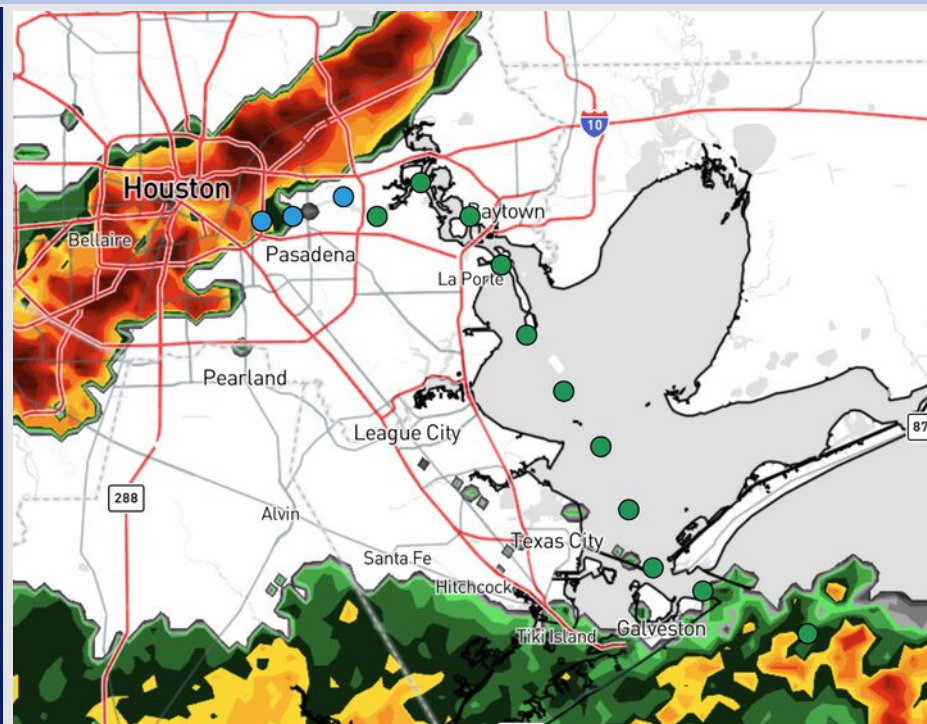 10
Houston
Baytown
Bellaire
Pasadena
La Porte
Pearland
87
League City
288
Alvin
Texas City
Santa Fe
Hitchcock
Tiki Island
Galveston